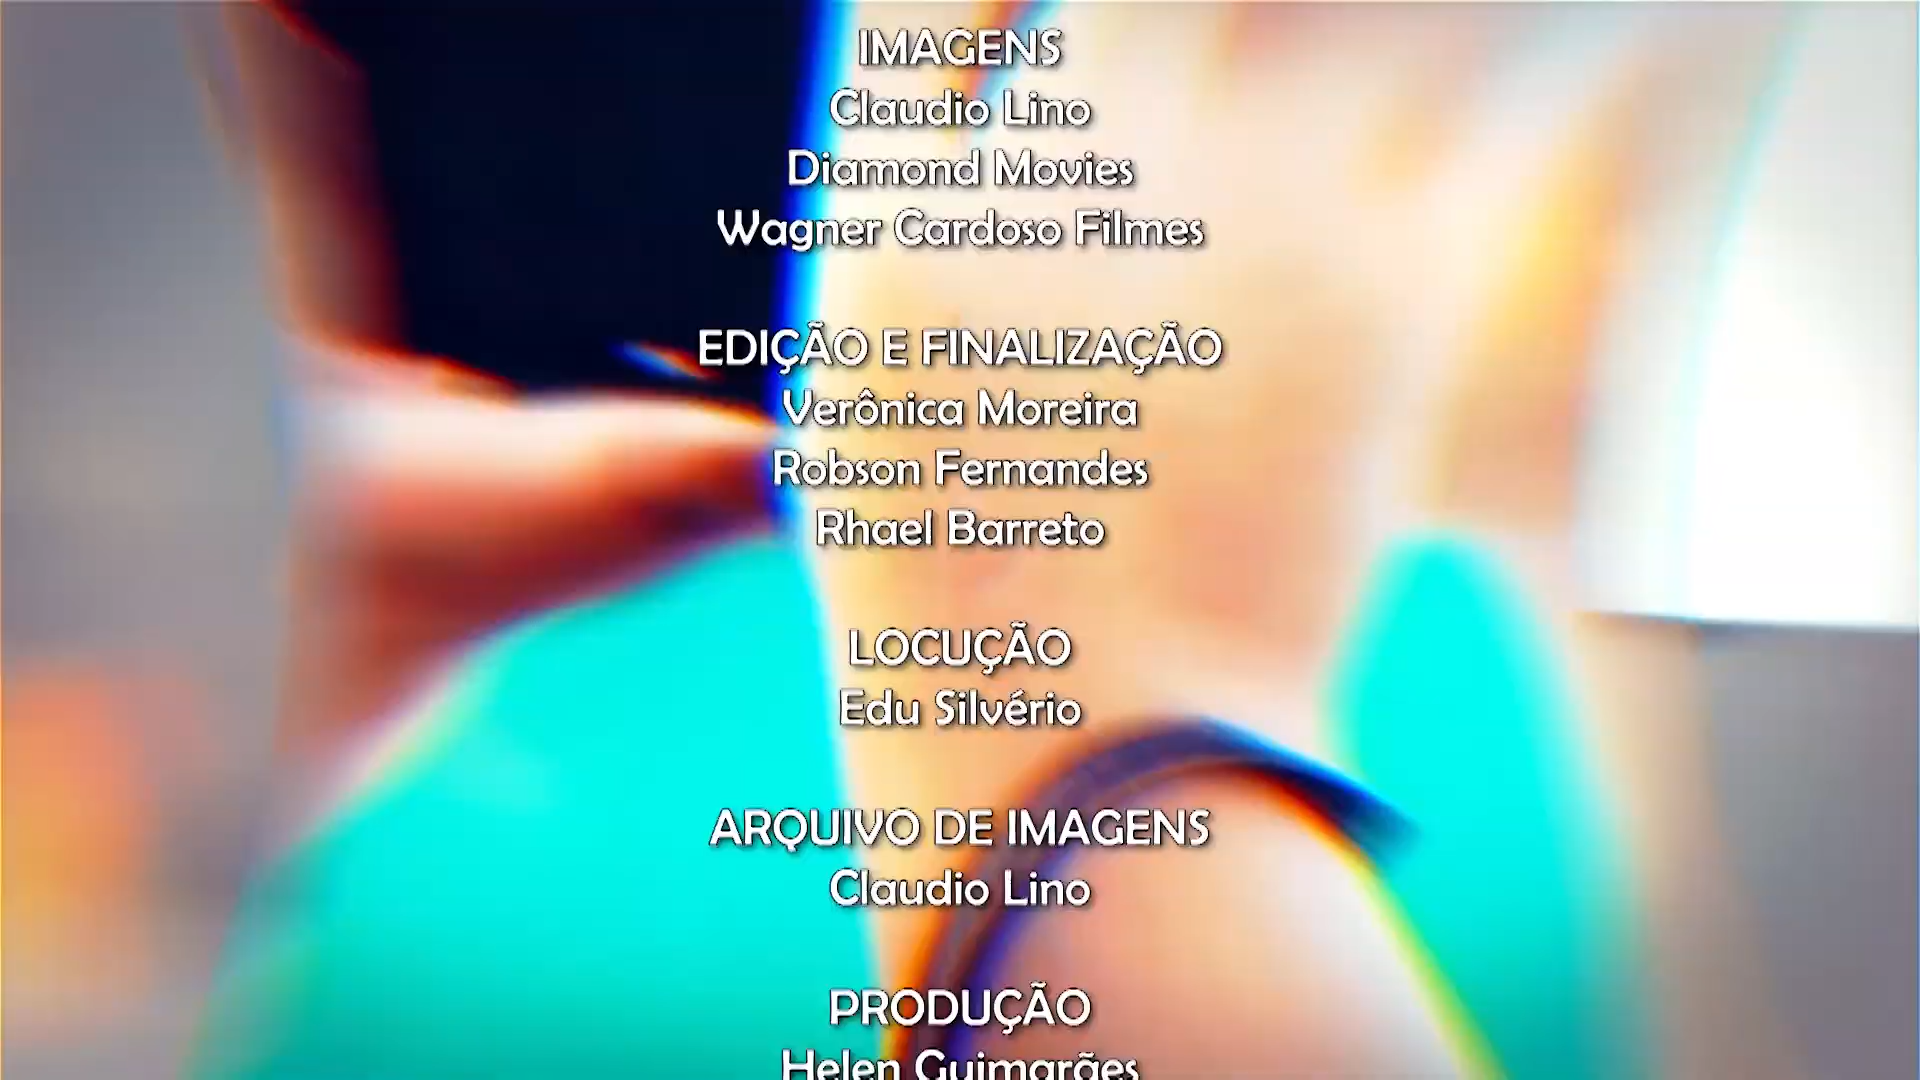 IMAGENS
Claudio Lino
Diamond Movies
Wagner Cardoso Filmes
EDIÇÃO E FINALIZAÇÃO
Verônica Moreira
Robson Fernandes
Rhael Barreto
LOCUÇÃO
Edu Silvério
ARQUIVO DE IMAGENS
Claudio Lino
PRODUÇÃO
Helen Guimarães